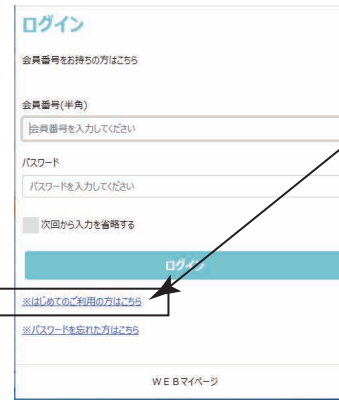 ログイン
会員番号をお持ちの方はこちら
会員番号(半角)
会員番号を入力してください
パスワード
パスワードを入力してください
次回から入力を省略する
ログイン
※はじめてのご利用の方はこちら
※パスワードを忘れた方はこちら
WEBマイページ